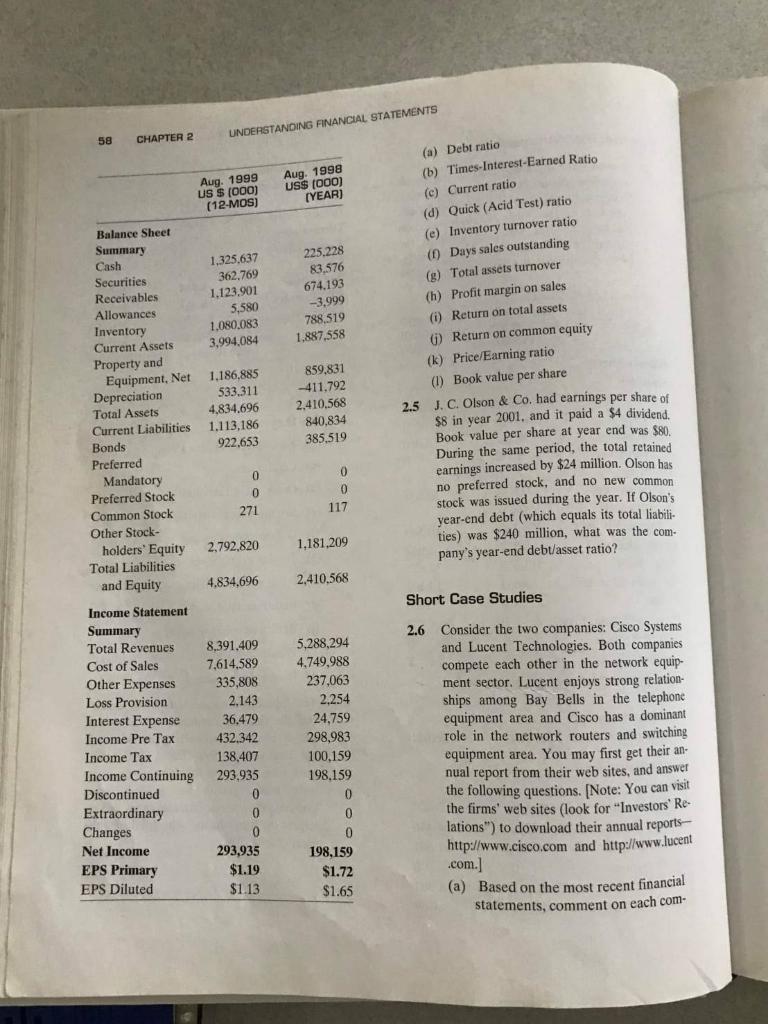 58 CHAPTER 2 UNDERSTANDING FINANCIAL STATEMENTS
Aug. 1999 Aug. 1998
US $ (000) US$ (000)
(12-MOS) (YEAR)
Balance Sheet
Summary
Cash 1,325,637 225,228
Securities 362,769 83,576
Receivables 1,123,901 674,193
Allowances 5,580 –3,999
Inventory 1,080,083 788,519
Current Assets 3,994,084 1,887,558
Property and
Equipment, Net 1,186,885 859,831
Depreciation 533,311 –411,792
Total Assets 4,834,696 2,410,568
Current Liabilities 1,113,186 840,834
Bonds 922,653 385,519
Preferred
Mandatory 0 0
Preferred Stock 0 0
Common Stock 271 117
Other Stock-
holders' Equity 2,792,820 1,181,209
Total Liabilities
and Equity 4,834,696 2,410,568
Income Statement
Summary
Total Revenues 8,391,409 5,288,294
Cost of Sales 7,614,589 4,749,988
Other Expenses 335,808 237,063
Loss Provision 2,143 2,254
Interest Expense 36,479 24,759
Income Pre Tax 432,342 298,983
Income Tax 138,407 100,159
Income Continuing 293,935 198,159
Discontinued 0 0
Extraordinary 0 0
Changes 0 0
Net Income 293,935 198,159
EPS Primary $1.19 $1.72
EPS Diluted $1.13 $1.65
(a) Debt ratio
(b) Times-Interest-Earned Ratio
(c) Current ratio
(d) Quick (Acid Test) ratio
(e) Inventory turnover ratio
(f) Days sales outstanding
(g) Total assets turnover
(h) Profit margin on sales
(i) Return on total assets
(j) Return on common equity
(k) Price/Earning ratio
(l) Book value per share
2.5 J. C. Olson & Co. had earnings per share of
$8 in year 2001, and it paid a $4 dividend.
Book value per share at year end was $80.
During the same period, the total retained
earnings increased by $24 million. Olson has
no preferred stock, and no new common
stock was issued during the year. If Olson's
year-end debt (which equals its total liabili-
ties) was $240 million, what was the com-
pany's year-end debt/asset ratio?
Short Case Studies
2.6 Consider the two companies: Cisco Systems
and Lucent Technologies. Both companies
compete each other in the network equip-
ment sector. Lucent enjoys strong relation-
ships among Bay Bells in the telephone
equipment area and Cisco has a dominant
role in the network routers and switching
equipment area. You may first get their an-
nual report from their web sites, and answer
the following questions. [Note: You can visit
the firms' web sites (look for "Investors' Re-
lations") to download their annual reports—
http://www.cisco.com and http://www.lucent
.com.]
(a) Based on the most recent financial
statements, comment on each com-